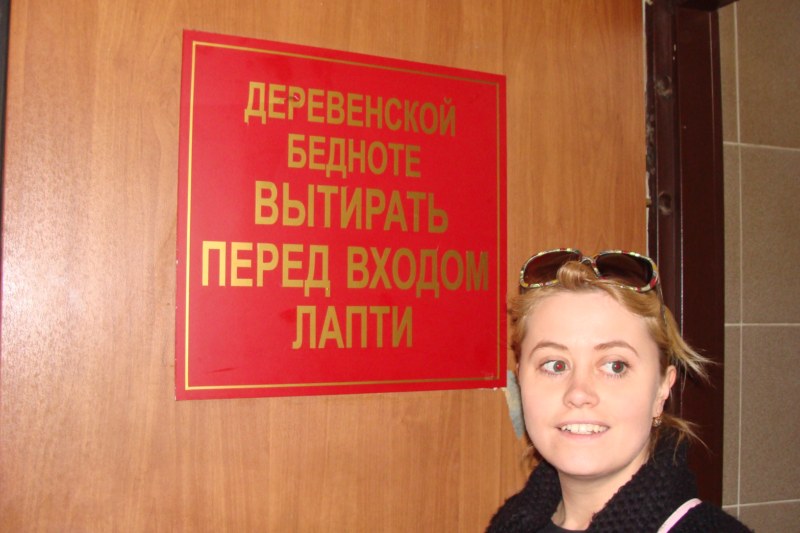 ДЕРЕВЕНСКОЙ
БЕДНОТЕ
ВЫТИРАТЬ
ПЕРЕД ВХОДОМ
ЛАПТИ